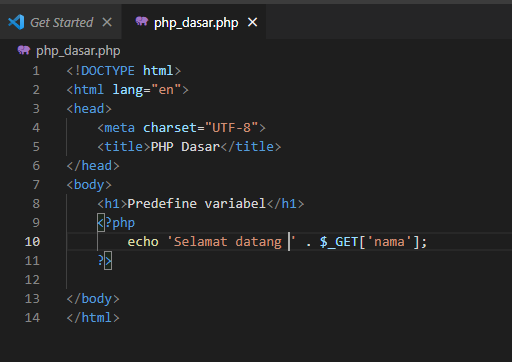 Get Started
php_dasar.php
php_dasar.php
1 <!DOCTYPE html>
2 <html lang="en">
3 <head>
4 <meta charset="UTF-8">
5 <title>PHP Dasar</title>
6 </head>
7 <body>
8 <h1>Predefine variabel</h1>
9 <?php
10 echo 'Selamat datang ' . $_GET['nama'];
11 ?>
12
13 </body>
14 </html>